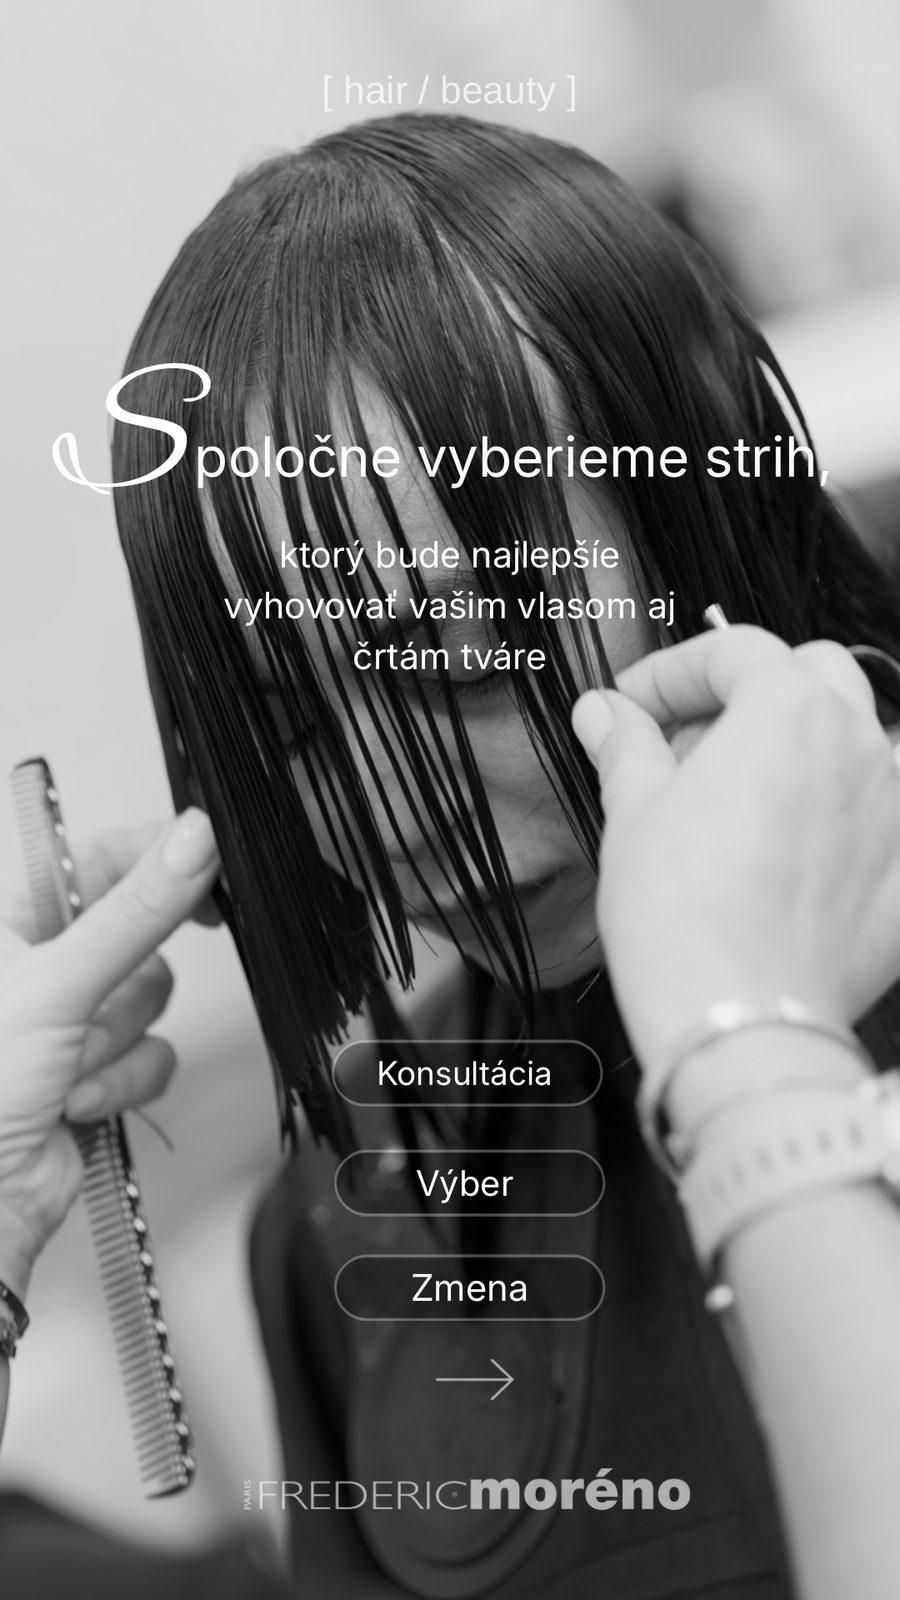 [ hair / beauty ]
Spoločne vyberieme strih,
ktorý bude najlepšíe
vyhovovať vašim vlasom aj
črtám tváre
Konsultácia
Výber
Zmena
PARIS FREDERIC moréno